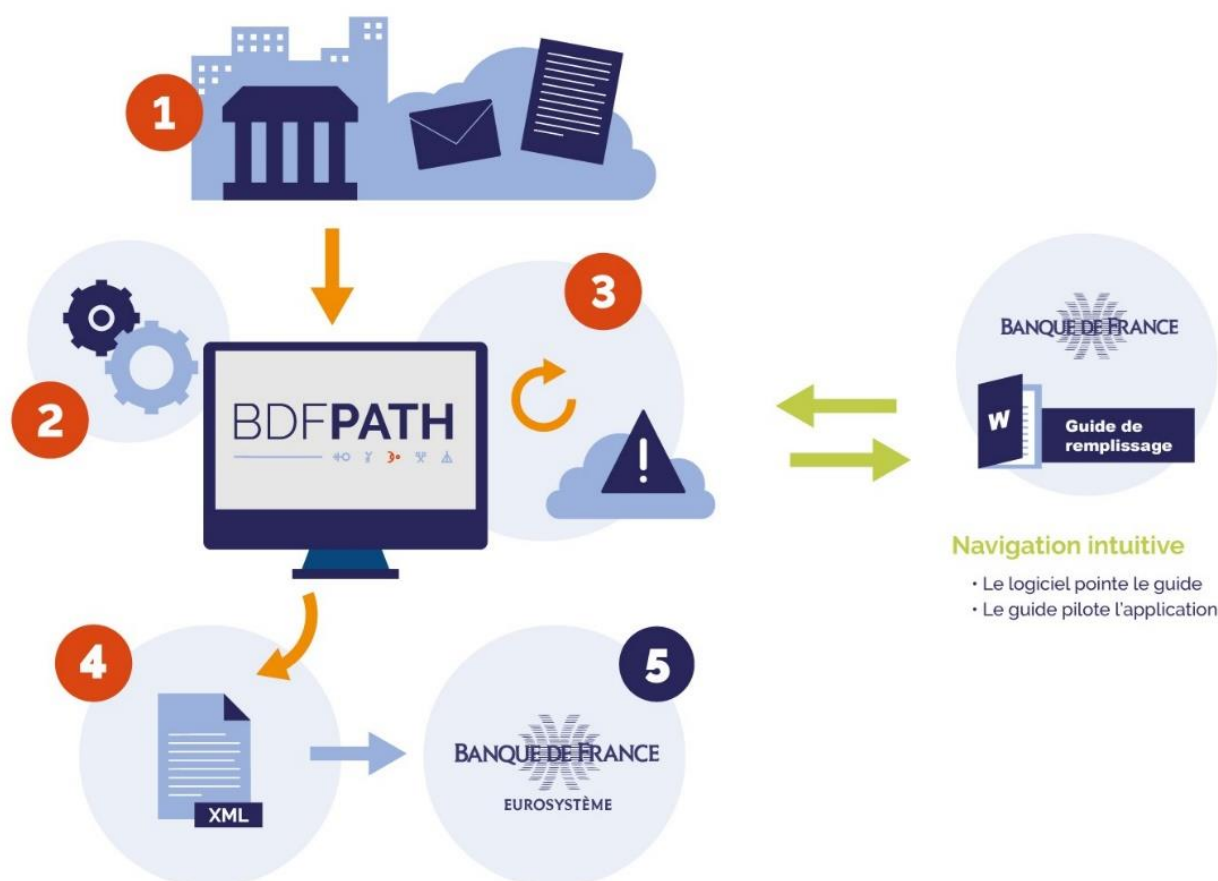 1
2
3
BDFPATH
BANQUE DE FRANCE
W
Guide de
remplissage
Navigation intuitive
• Le logiciel pointe le guide
• Le guide pilote l'application
4
XML
5
BANQUE DE FRANCE
EUROSYSTÈME